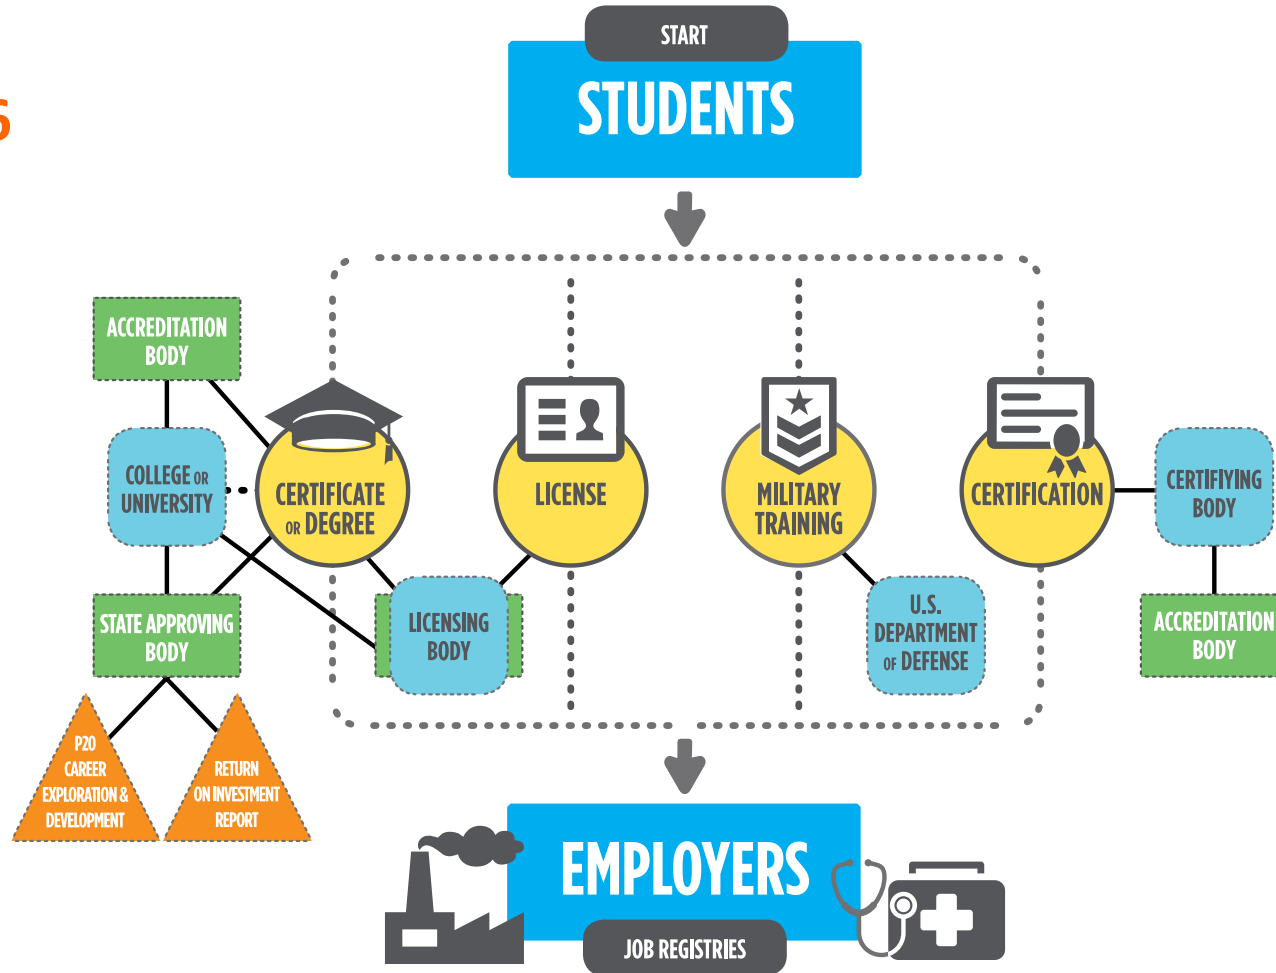 START
STUDENTS
ACCREDITATION
BODY
COLLEGE OR
UNIVERSITY
CERTIFICATE
OR DEGREE
LICENSE
MILITARY
TRAINING
CERTIFICATION
CERTIFIYING
BODY
STATE APPROVING
BODY
LICENSING
BODY
U.S.
DEPARTMENT
OF DEFENSE
ACCREDITATION
BODY
P20
CAREER
EXPLORATION &
DEVELOPMENT
RETURN
ON INVESTMENT
REPORT
EMPLOYERS
JOB REGISTRIES